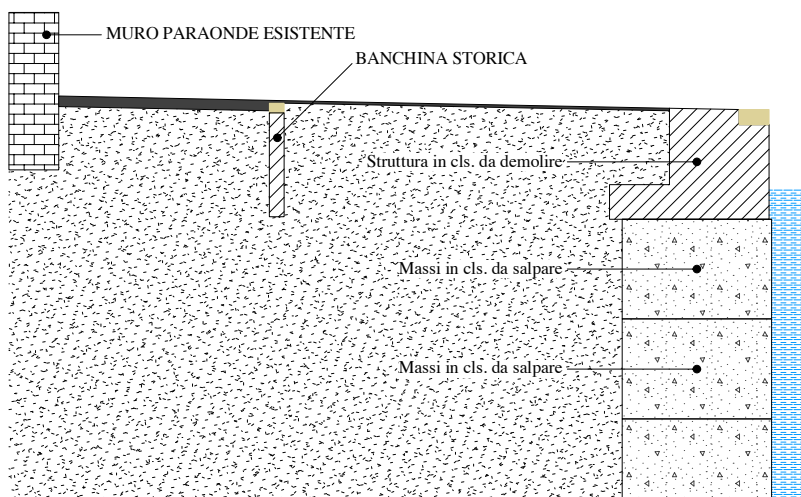 MURO PARAONDE ESISTENTE
BANCHINA STORICA
Struttura in cls. da demolire
Massi in cls. da salpare
Massi in cls. da salpare